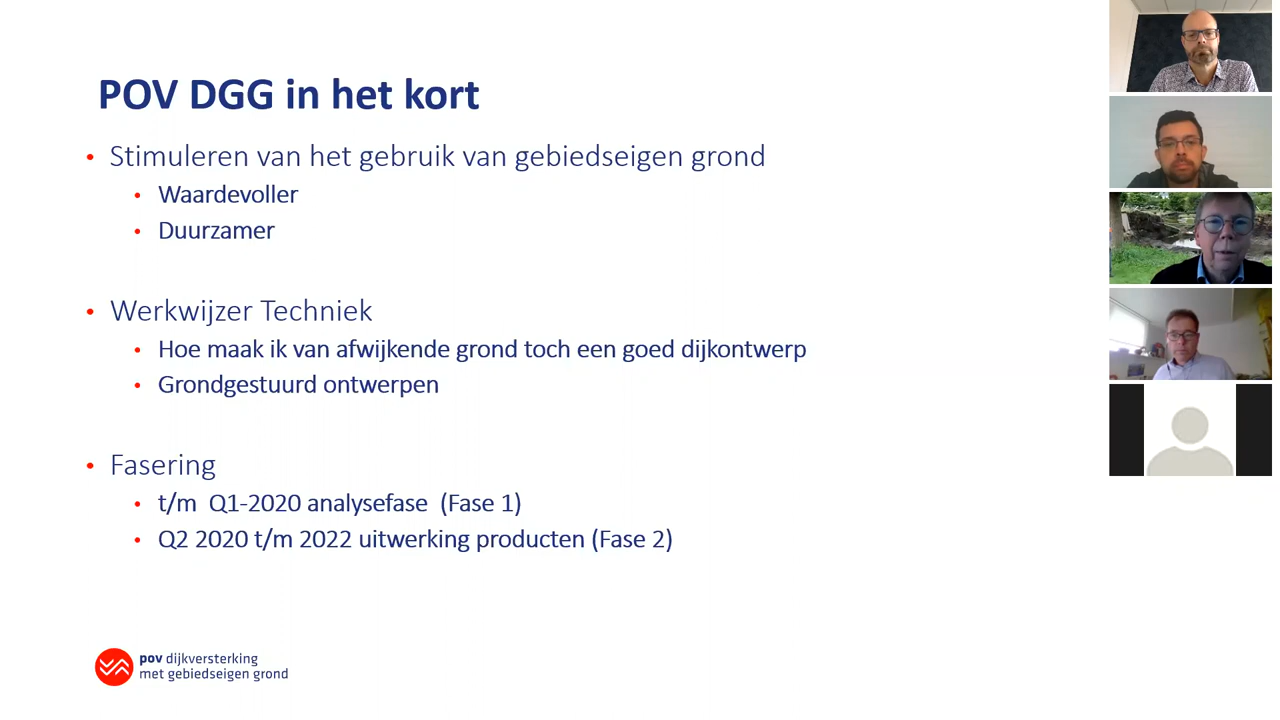 POV DGG in het kort
• Stimuleren van het gebruik van gebiedseigen grond
• Waardevoller
• Duurzamer
• Werkwijzer Techniek
• Hoe maak ik van afwijkende grond toch een goed dijkontwerp
• Grondgestuurd ontwerpen
• Fasering
• t/m  Q1-2020 analysefase  (Fase 1)
• Q2 2020 t/m 2022 uitwerking producten (Fase 2)
pov dijkversterking
met gebiedseigen grond